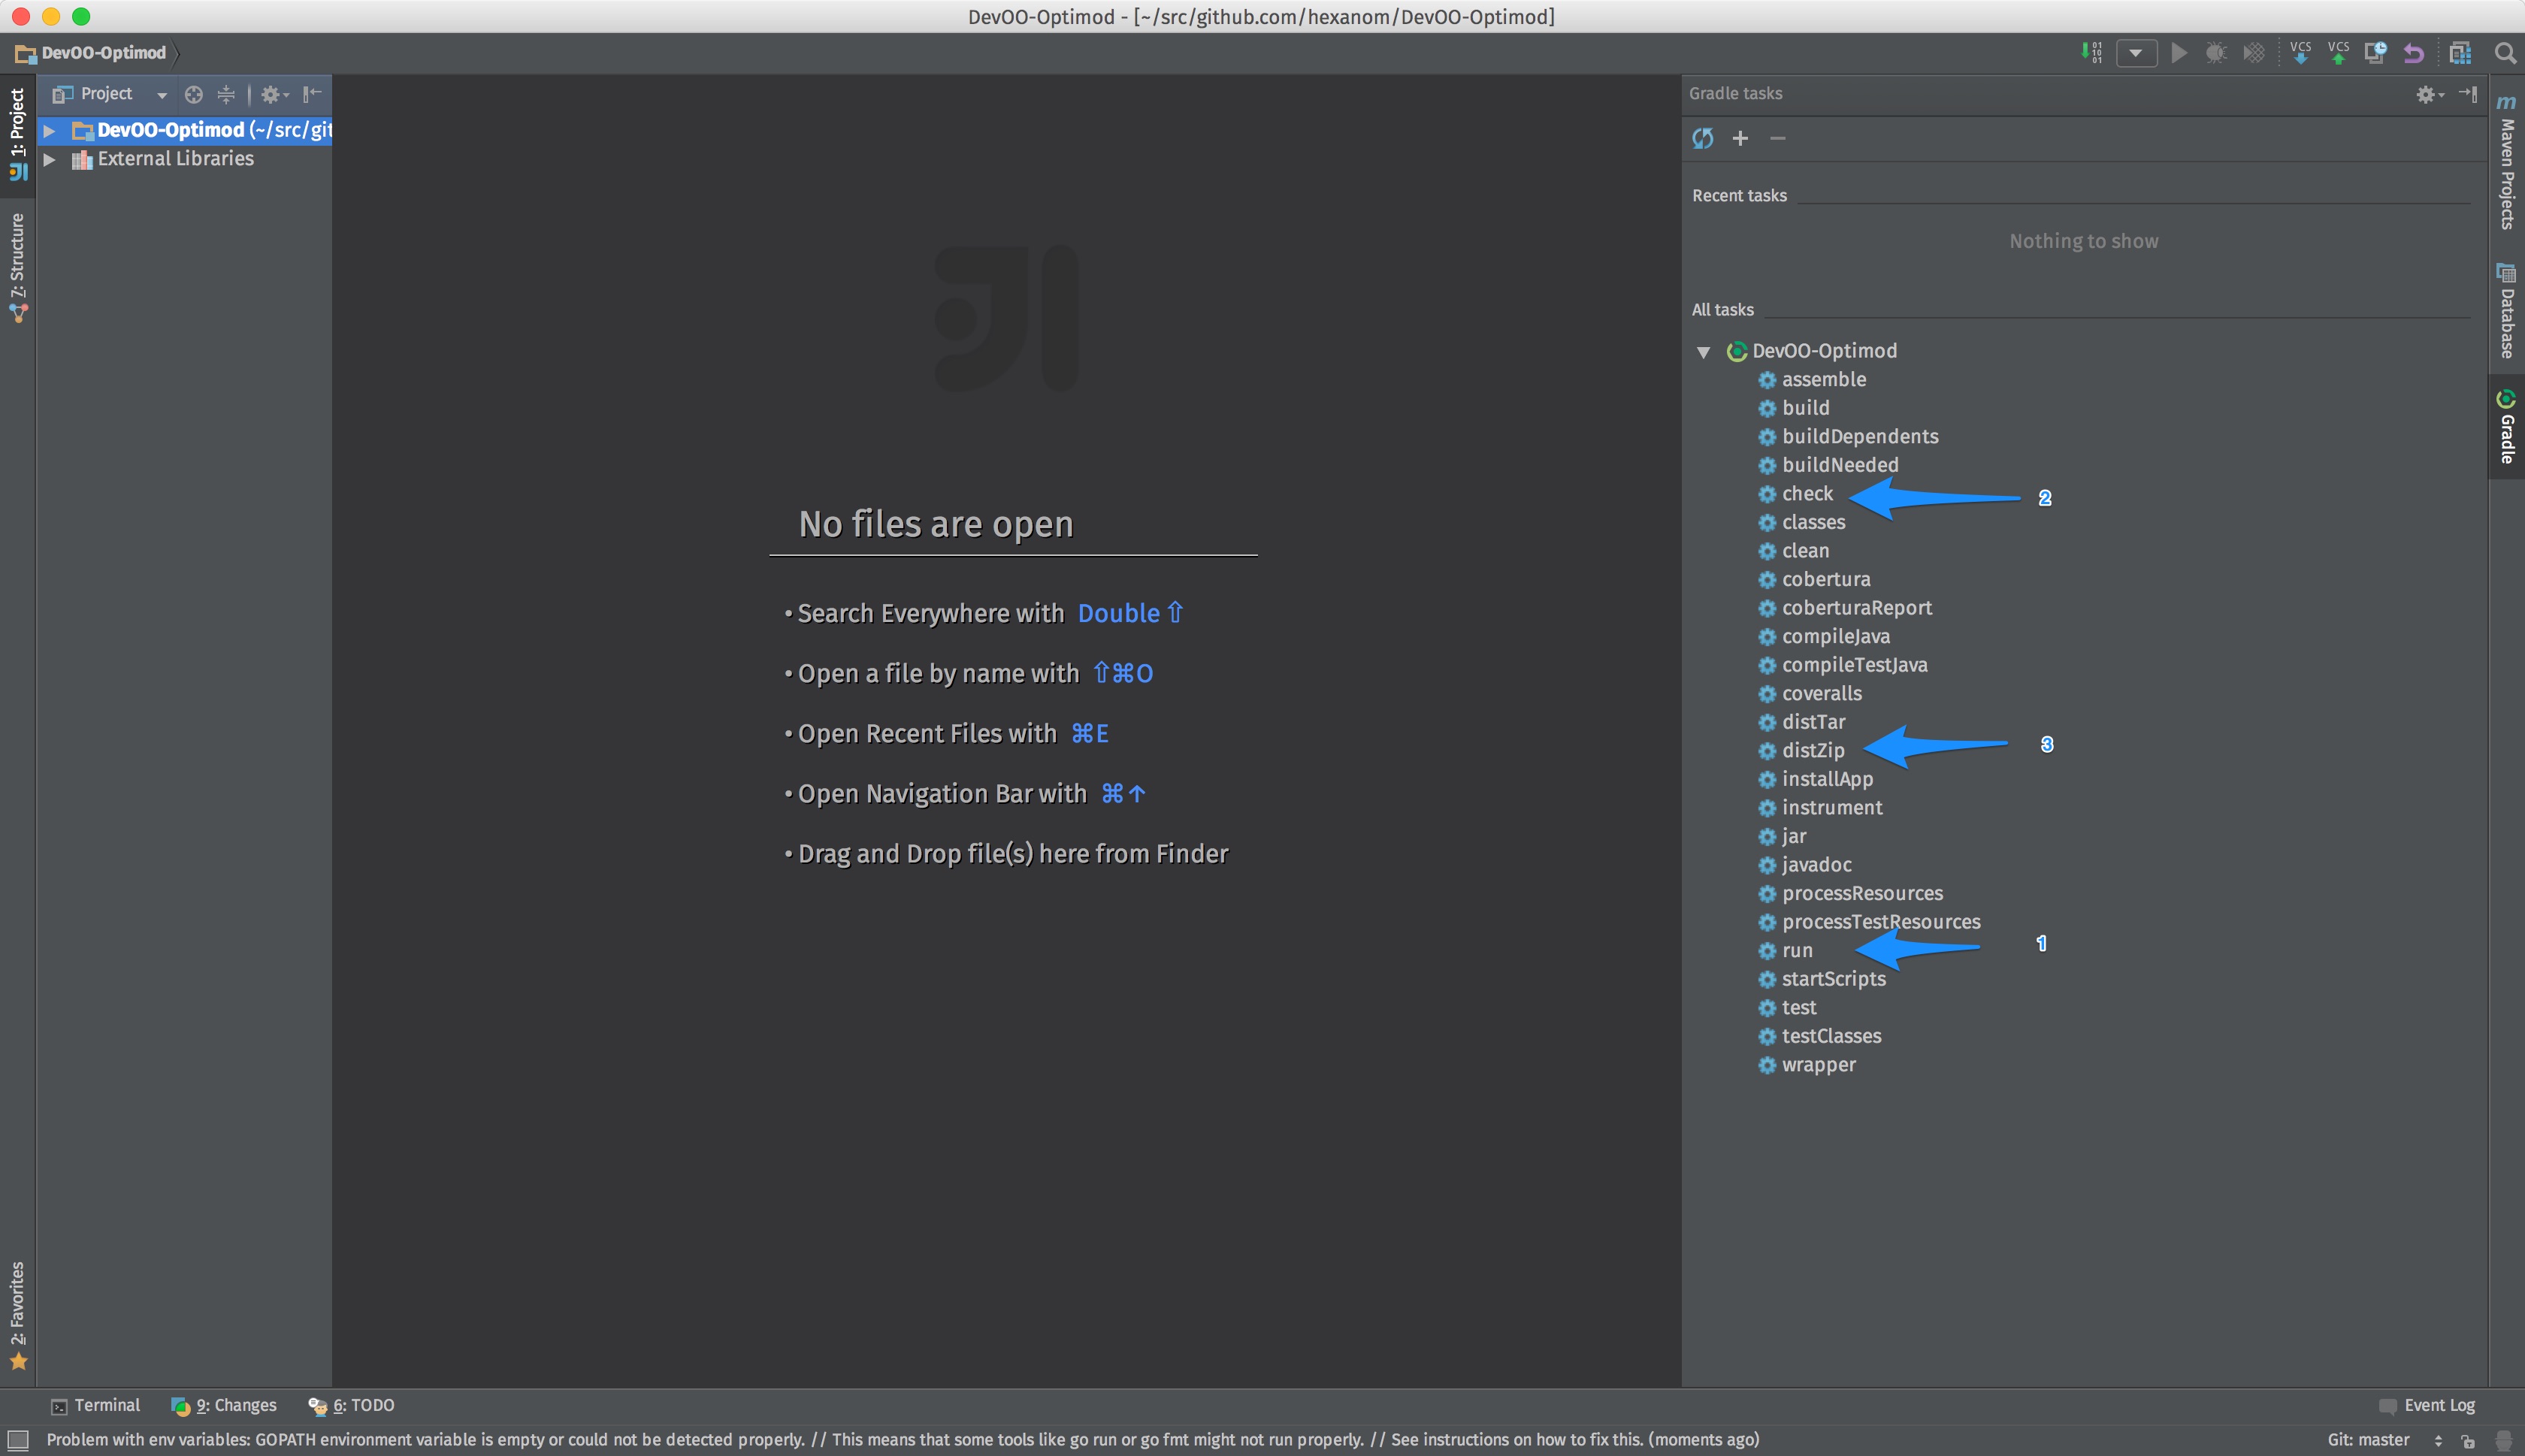 DevOO-Optimod - [~/src/github.com/hexanom/DevOO-Optimod]
DevOO-Optimod
01
10
01
VCS
VCS
1: Project
7: Structure
2: Favorites
Project
DevOO-Optimod (~/src/git
External Libraries
No files are open
• Search Everywhere with Double ⇧
• Open a file by name with ⇧⌘O
• Open Recent Files with ⌘E
• Open Navigation Bar with ⌘↑
• Drag and Drop file(s) here from Finder
Gradle tasks
Recent tasks
Nothing to show
All tasks
DevOO-Optimod
assemble
build
buildDependents
buildNeeded
check 2
classes
clean
cobertura
coberturaReport
compileJava
compileTestJava
coveralls
distTar
distZip 3
installApp
instrument
jar
javadoc
processResources
processTestResources
run 1
startScripts
test
testClasses
wrapper
m Maven Projects
Database
Gradle
Terminal
9: Changes
6: TODO
Event Log
Problem with env variables: GOPATH environment variable is empty or could not be detected properly. // This means that some tools like go run or go fmt might not run properly. // See instructions on how to fix this. (moments ago)
Git: master